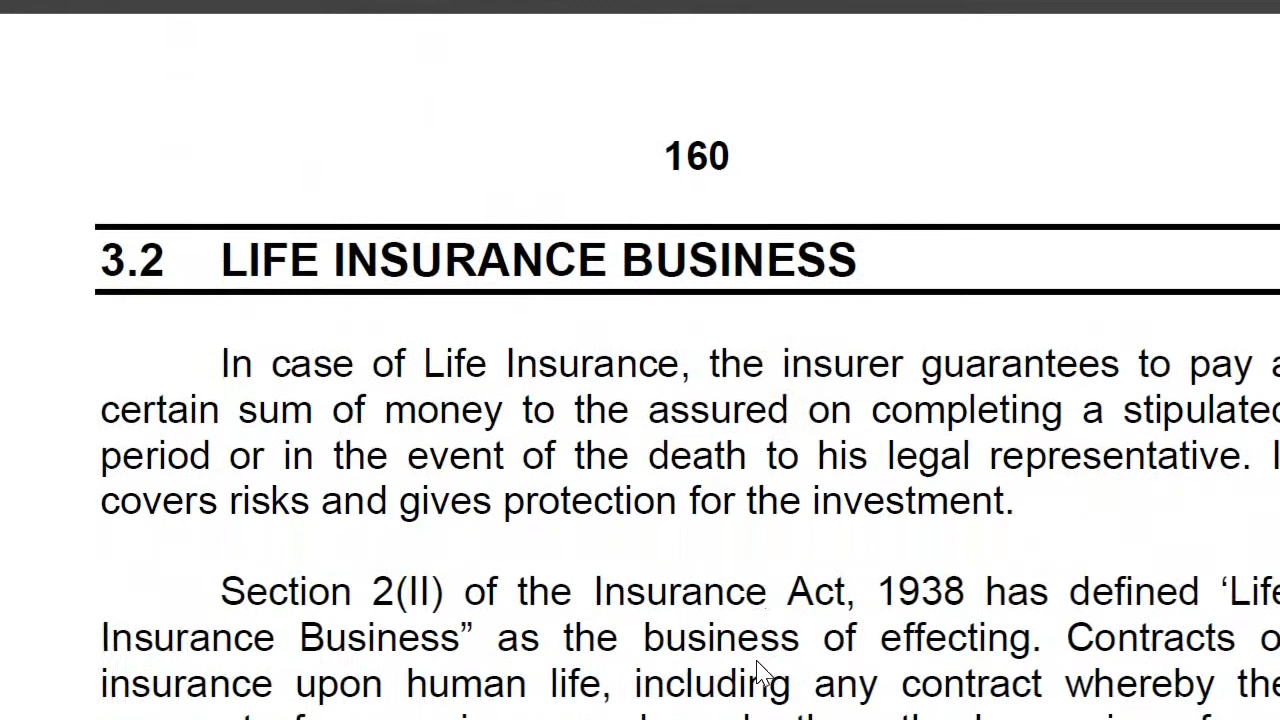 160
3.2 LIFE INSURANCE BUSINESS
In case of Life Insurance, the insurer guarantees to pay a
certain sum of money to the assured on completing a stipulated
period or in the event of the death to his legal representative. I
covers risks and gives protection for the investment.
Section 2(II) of the Insurance Act, 1938 has defined ‘Life
Insurance Business” as the business of effecting. Contracts o
insurance upon human life, including any contract whereby the